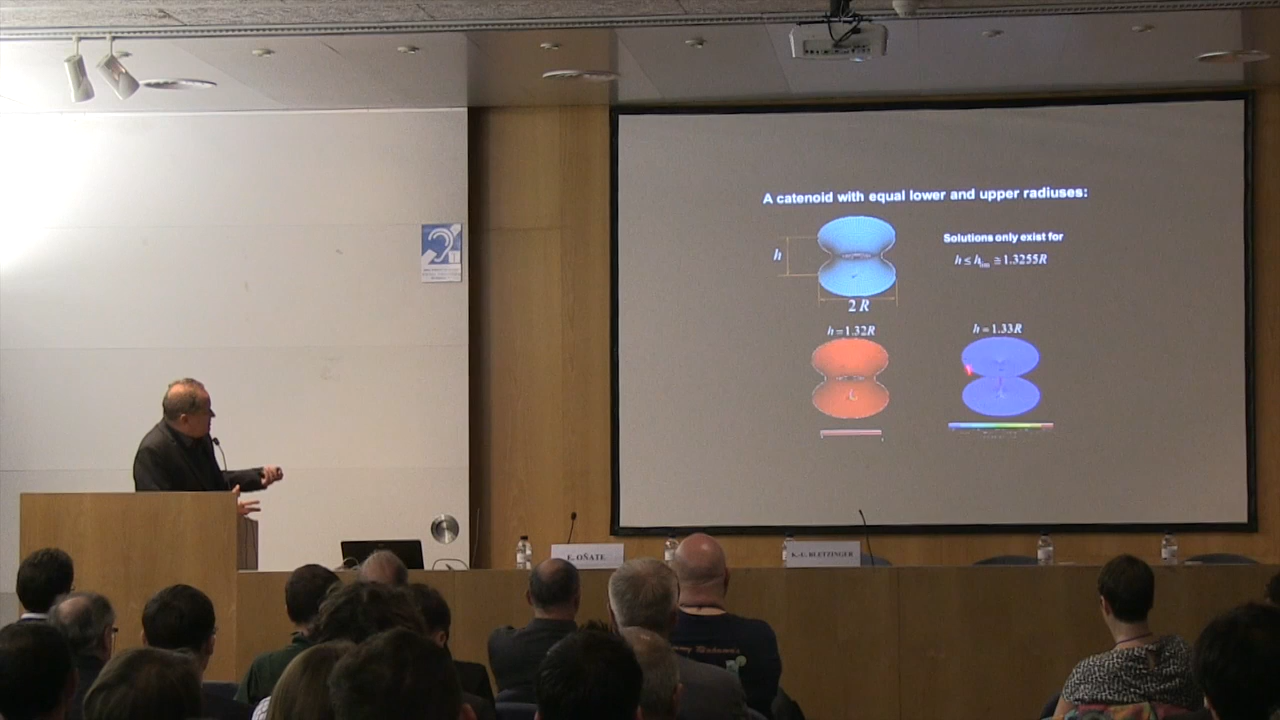 A catenoid with equal lower and upper radiuses:
Solutions only exist for
h ≤ h_lim ≅ 1.3255R
h
2 R
h = 1.32R
h = 1.33R
E. OÑATE
K.-U. BLETZINGER